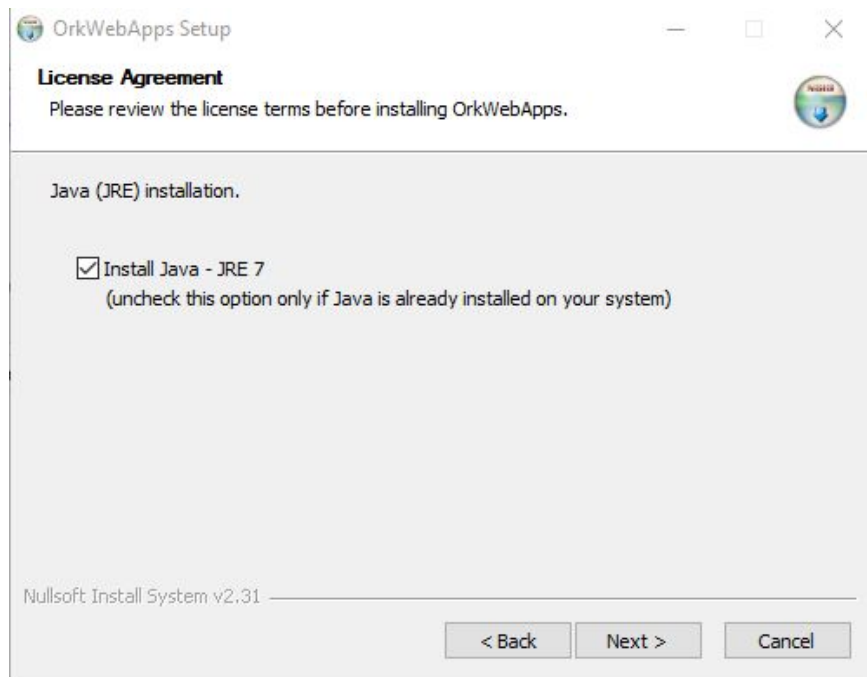 OrkWebApps Setup
License Agreement
Please review the license terms before installing OrkWebApps.
Java (JRE) installation.
Install Java - JRE 7
(uncheck this option only if Java is already installed on your system)
Nullsoft Install System v2.31
< Back
Next >
Cancel